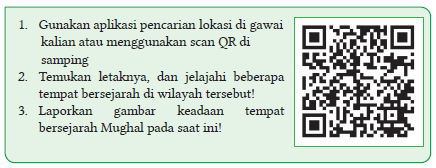 1. Gunakan aplikasi pencarian lokasi di gawai
kalian atau menggunakan scan QR di
samping
2. Temukan letaknya, dan jelajahi beberapa
tempat bersejarah di wilayah tersebut!
3. Laporkan gambar keadaan tempat
bersejarah Mughal pada saat ini!